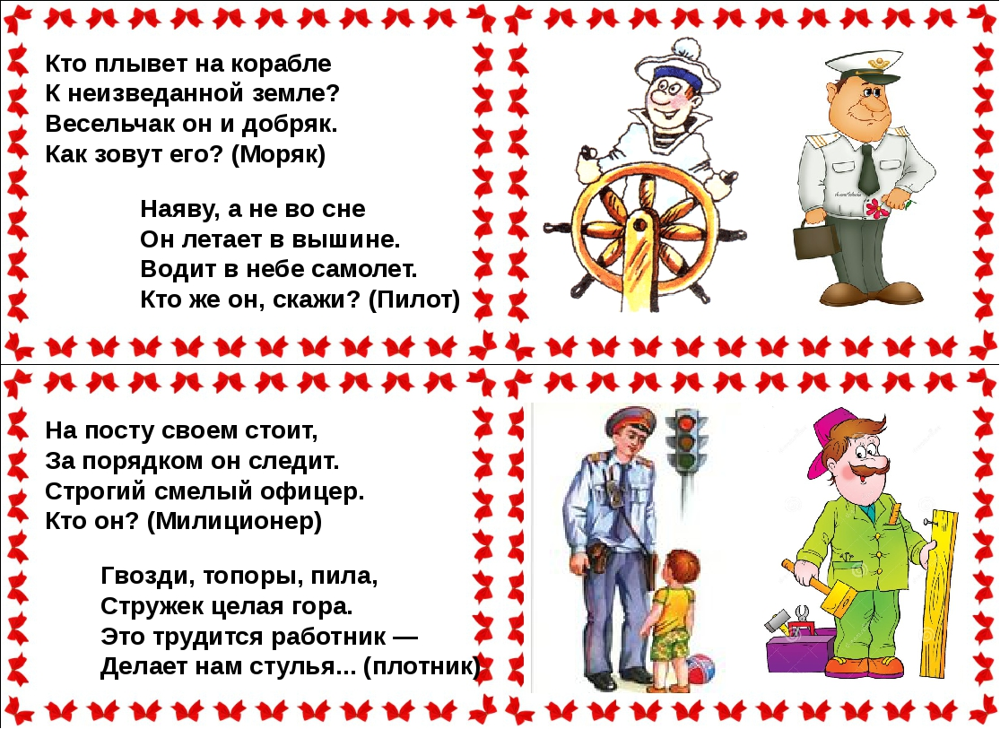 Кто плывет на корабле
К неизведанной земле?
Весельчак он и добряк.
Как зовут его? (Моряк)
Наяву, а не во сне
Он летает в вышине.
Водит в небе самолет.
Кто же он, скажи? (Пилот)
На посту своем стоит,
За порядком он следит.
Строгий смелый офицер.
Кто он? (Милиционер)
Гвозди, топоры, пила,
Стружек целая гора.
Это трудится работник —
Делает нам стулья... (плотник)